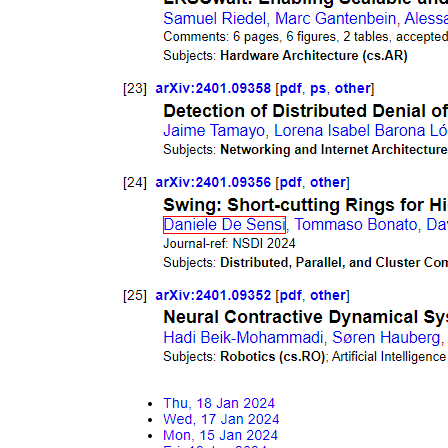 Samuel Riedel, Marc Gantenbein, Alessa
Comments: 6 pages, 6 figures, 2 tables, accepted
Subjects: Hardware Architecture (cs.AR)
[23] arXiv:2401.09358 [pdf, ps, other]
Detection of Distributed Denial of
Jaime Tamayo, Lorena Isabel Barona Ló
Subjects: Networking and Internet Architecture
[24] arXiv:2401.09356 [pdf, other]
Swing: Short-cutting Rings for Hi
Daniele De Sensi, Tommaso Bonato, Dav
Journal-ref: NSDI 2024
Subjects: Distributed, Parallel, and Cluster Com
[25] arXiv:2401.09352 [pdf, other]
Neural Contractive Dynamical Sys
Hadi Beik-Mohammadi, Søren Hauberg,
Subjects: Robotics (cs.RO); Artificial Intelligence
Thu, 18 Jan 2024
Wed, 17 Jan 2024
Mon, 15 Jan 2024